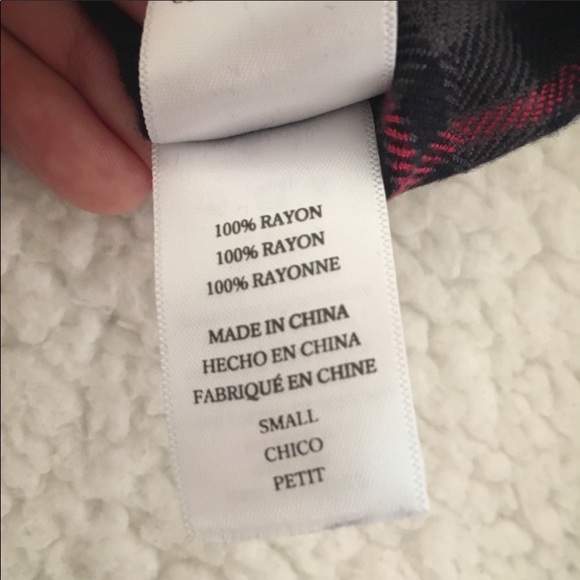 100% RAYON
100% RAYON
100% RAYONNE
MADE IN CHINA
HECHO EN CHINA
FABRIQUÉ EN CHINE
SMALL
CHICO
PETIT